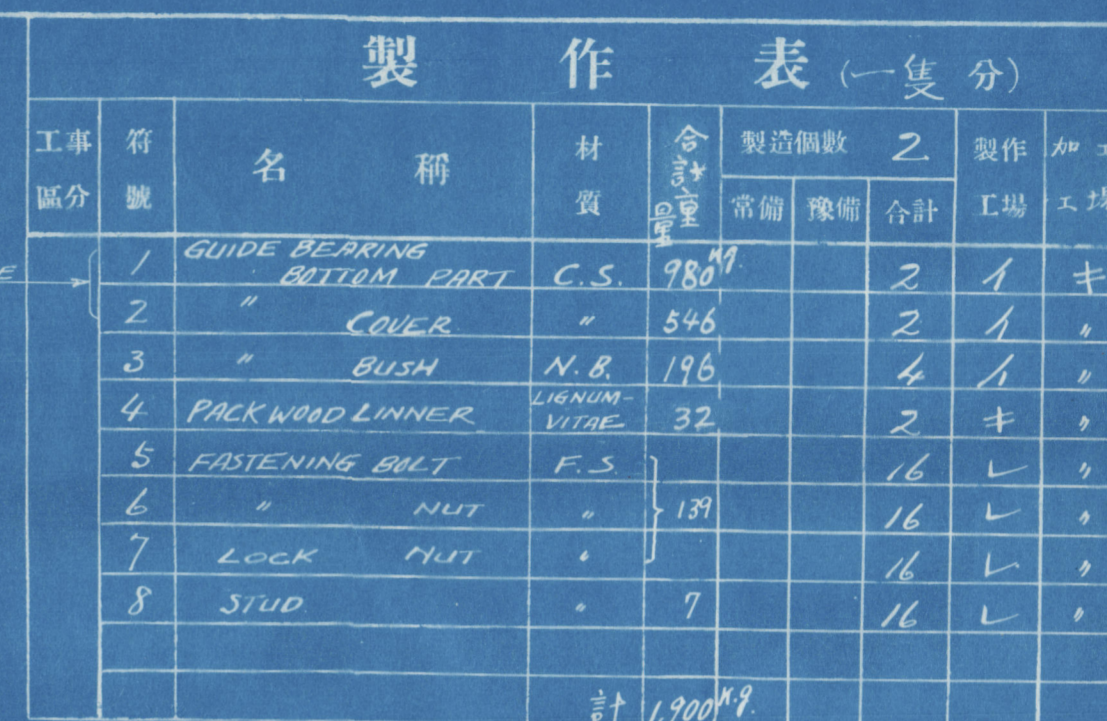 製作表(一隻分)
工事區分 符號 名稱 材質 合計重量 製造個數 2 製作工場 加工工場
常備 豫備 合計
E
1 GUIDE BEARING BOTTOM PART C.S. 980 Kg. 2 イ キ
2 〃 COVER 〃 546 2 イ 〃
3 〃 BUSH N.B. 196 4 イ 〃
4 PACKWOOD LINNER LIGNUM-VITAE 32 2 キ 〃
5 FASTENING BOLT F.S. 16 レ 〃
6 〃 NUT 〃 139 16 レ 〃
7 LOCK NUT 〃 16 レ 〃
8 STUD 〃 7 16 レ 〃
計 1,900 K.g.